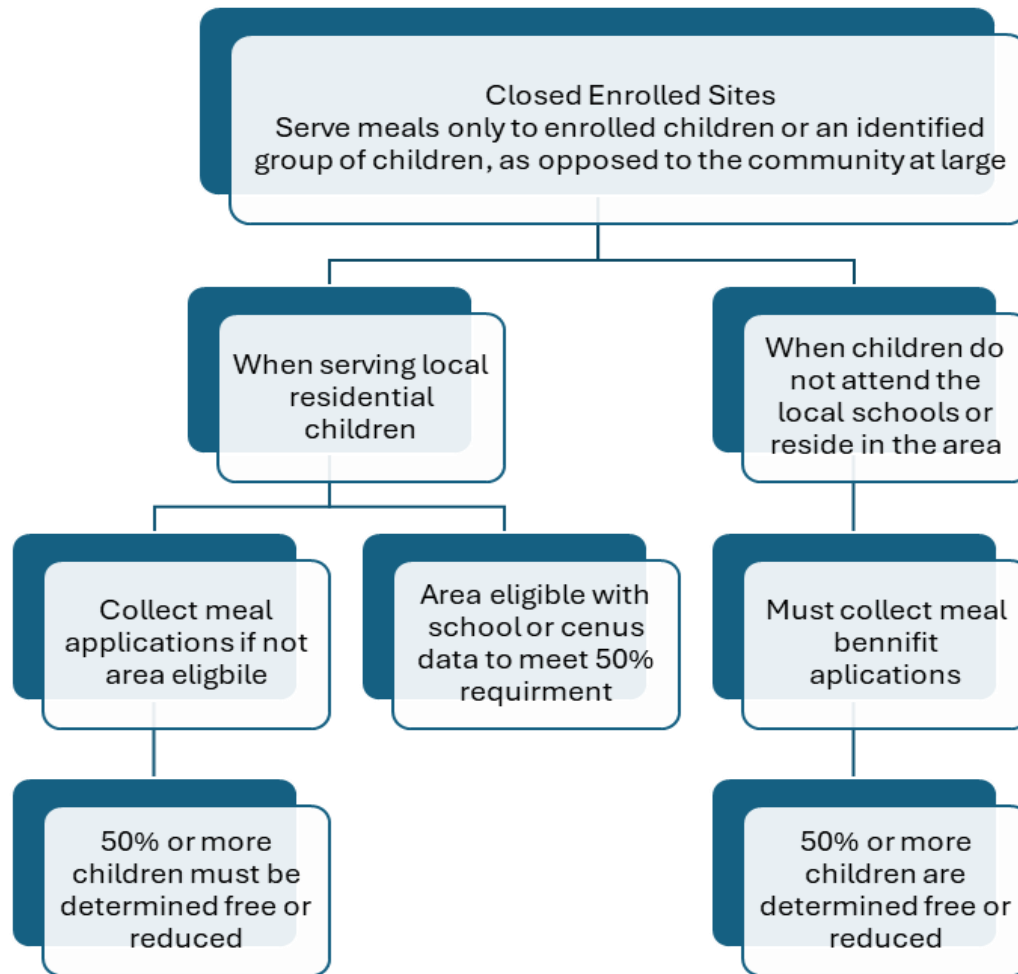 Closed Enrolled Sites
Serve meals only to enrolled children or an identified
group of children, as opposed to the community at large
When serving local
residential
children
When children do
not attend the
local schools or
reside in the area
Collect meal
applications if not
area eligbile
Area eligible with
school or cenus
data to meet 50%
requirment
Must collect meal
bennifit
aplications
50% or more
children must be
determined free or
reduced
50% or more
children are
determined free or
reduced